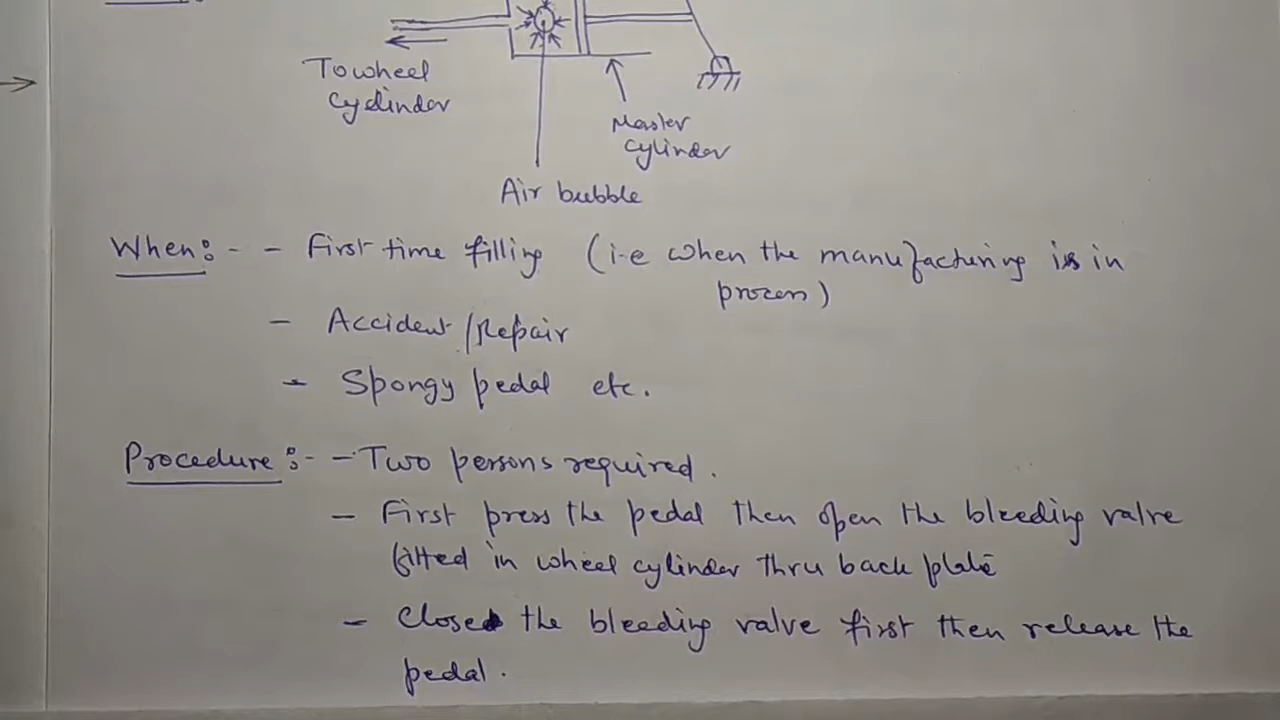 To wheel
cylinder
Master
cylinder
Air bubble
When:- - First time filling (i.e when the manufacturing is in
process)
- Accident/Repair
- Spongy pedal etc.
Procedure:- - Two persons required.
- First press the pedal then open the bleeding valve
fitted in wheel cylinder thru back plate
- Close the bleeding valve first then release the
pedal.